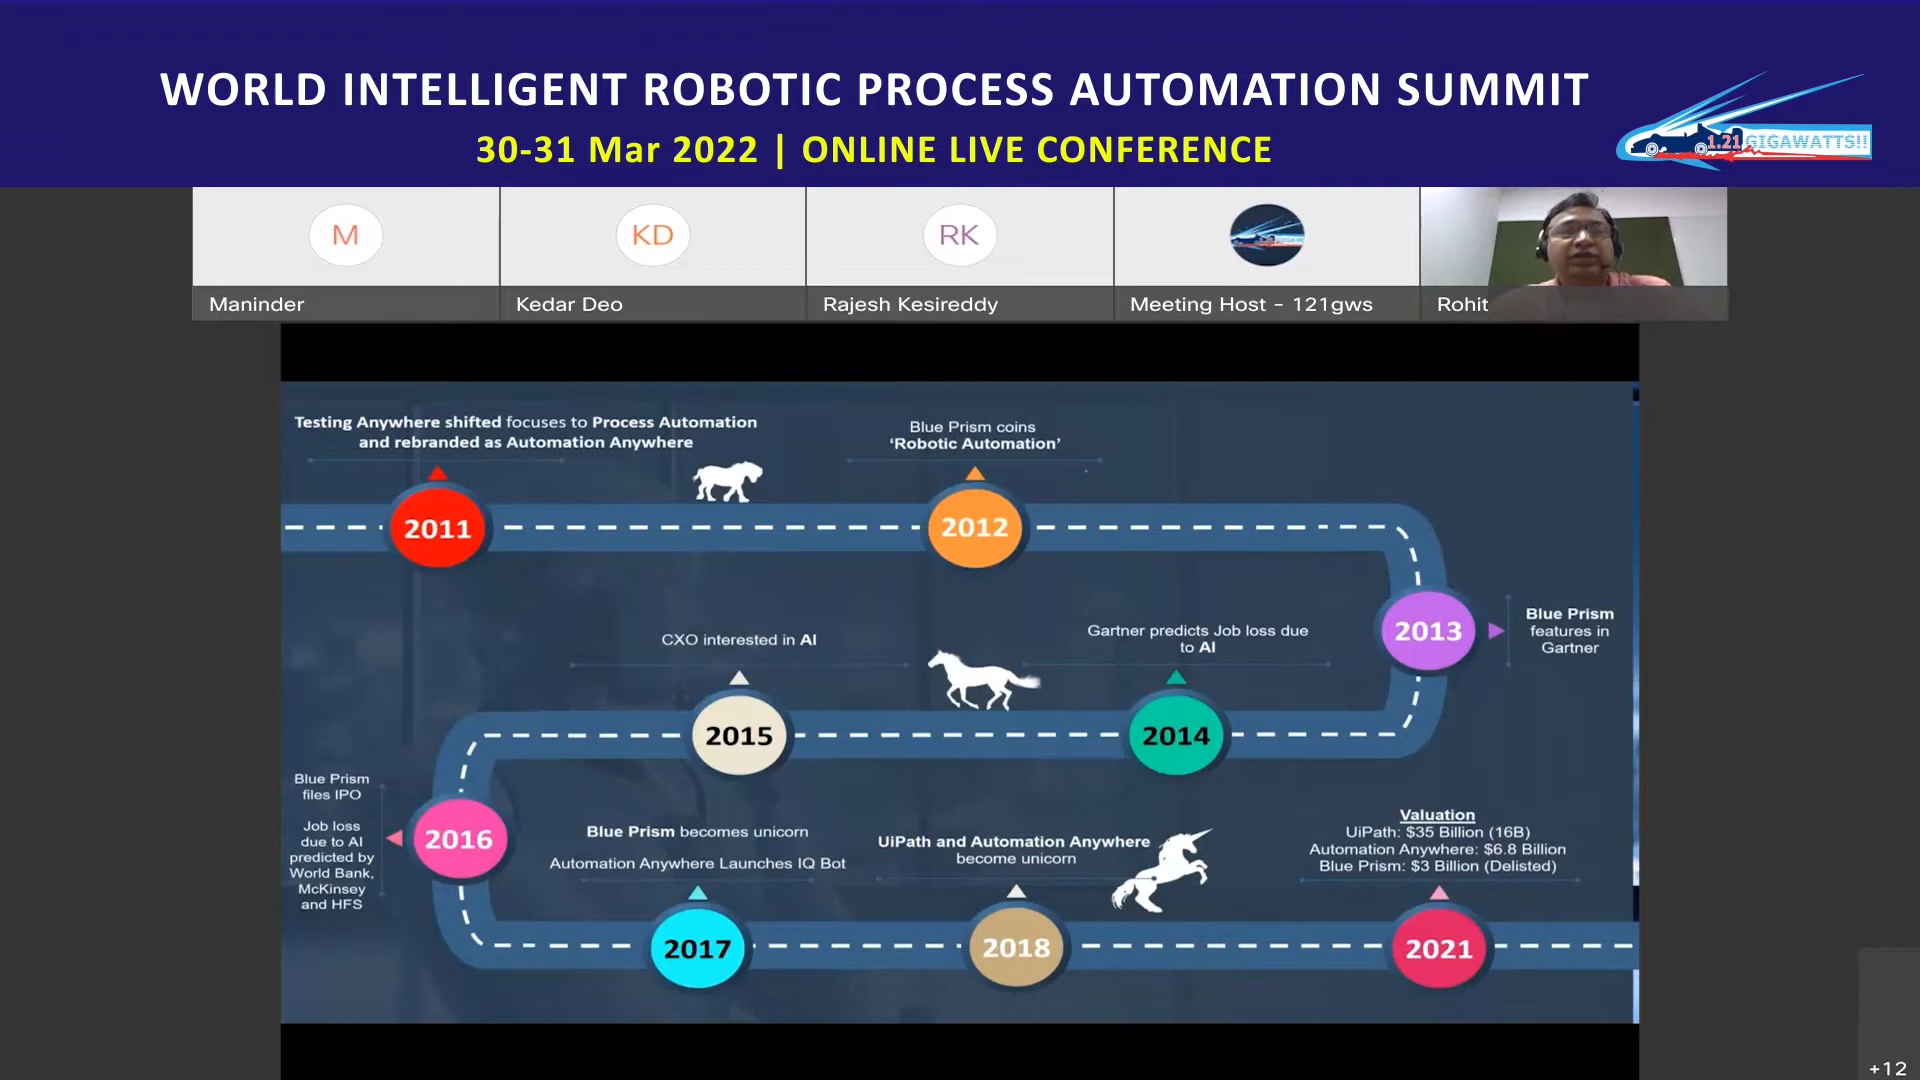 WORLD INTELLIGENT ROBOTIC PROCESS AUTOMATION SUMMIT
30-31 Mar 2022 | ONLINE LIVE CONFERENCE
1.21 GIGAWATTS!!
M
KD
RK
Maninder
Kedar Deo
Rajesh Kesireddy
Meeting Host - 121gws
Rohit
Testing Anywhere shifted focuses to Process Automation
and rebranded as Automation Anywhere
Blue Prism coins
‘Robotic Automation’
2011
2012
2013
Blue Prism
features in
Gartner
CXO interested in AI
Gartner predicts Job loss due
to AI
2015
2014
Blue Prism
files IPO
Job loss
due to AI
predicted by
World Bank,
McKinsey
and HFS
2016
Blue Prism becomes unicorn
Automation Anywhere Launches IQ Bot
UiPath and Automation Anywhere
become unicorn
Valuation
UiPath: $35 Billion (16B)
Automation Anywhere: $6.8 Billion
Blue Prism: $3 Billion (Delisted)
2017
2018
2021
+12